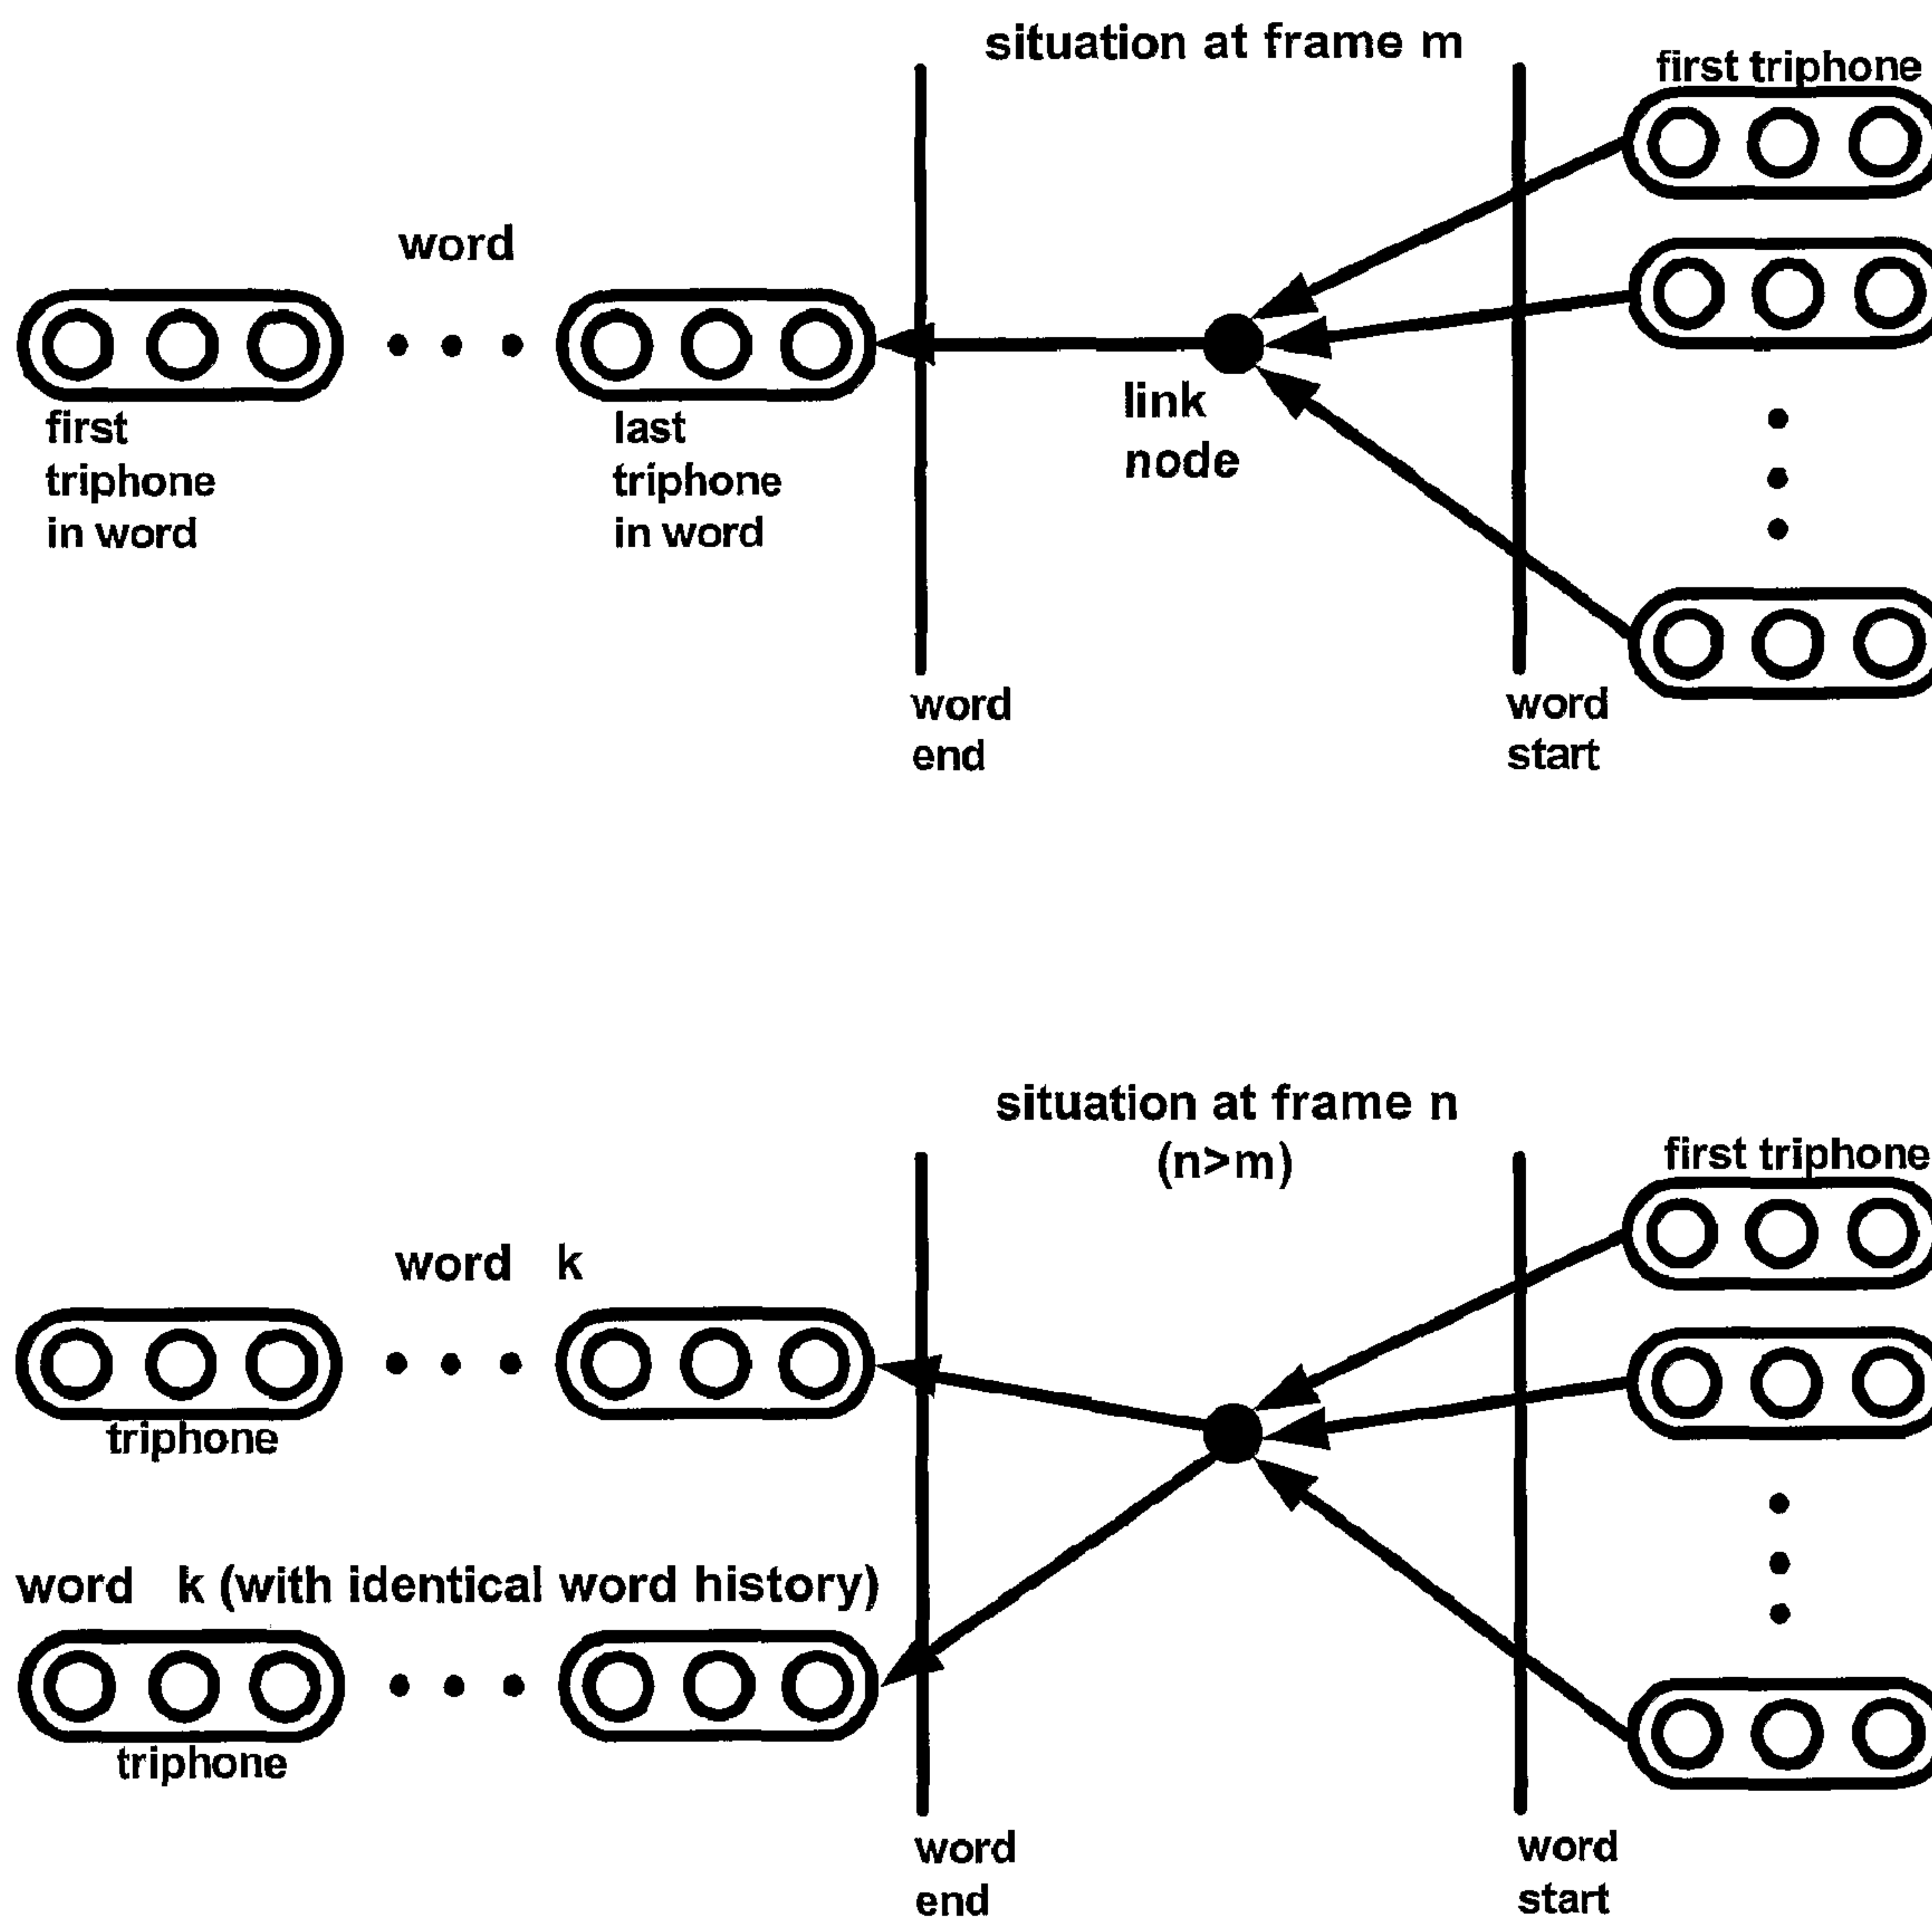 situation at frame m
first triphone
word
first
triphone
in word
last
triphone
in word
link
node
word
end
word
start
situation at frame n
(n>m)
first triphone
word k
triphone
word k (with identical word history)
triphone
word
end
word
start